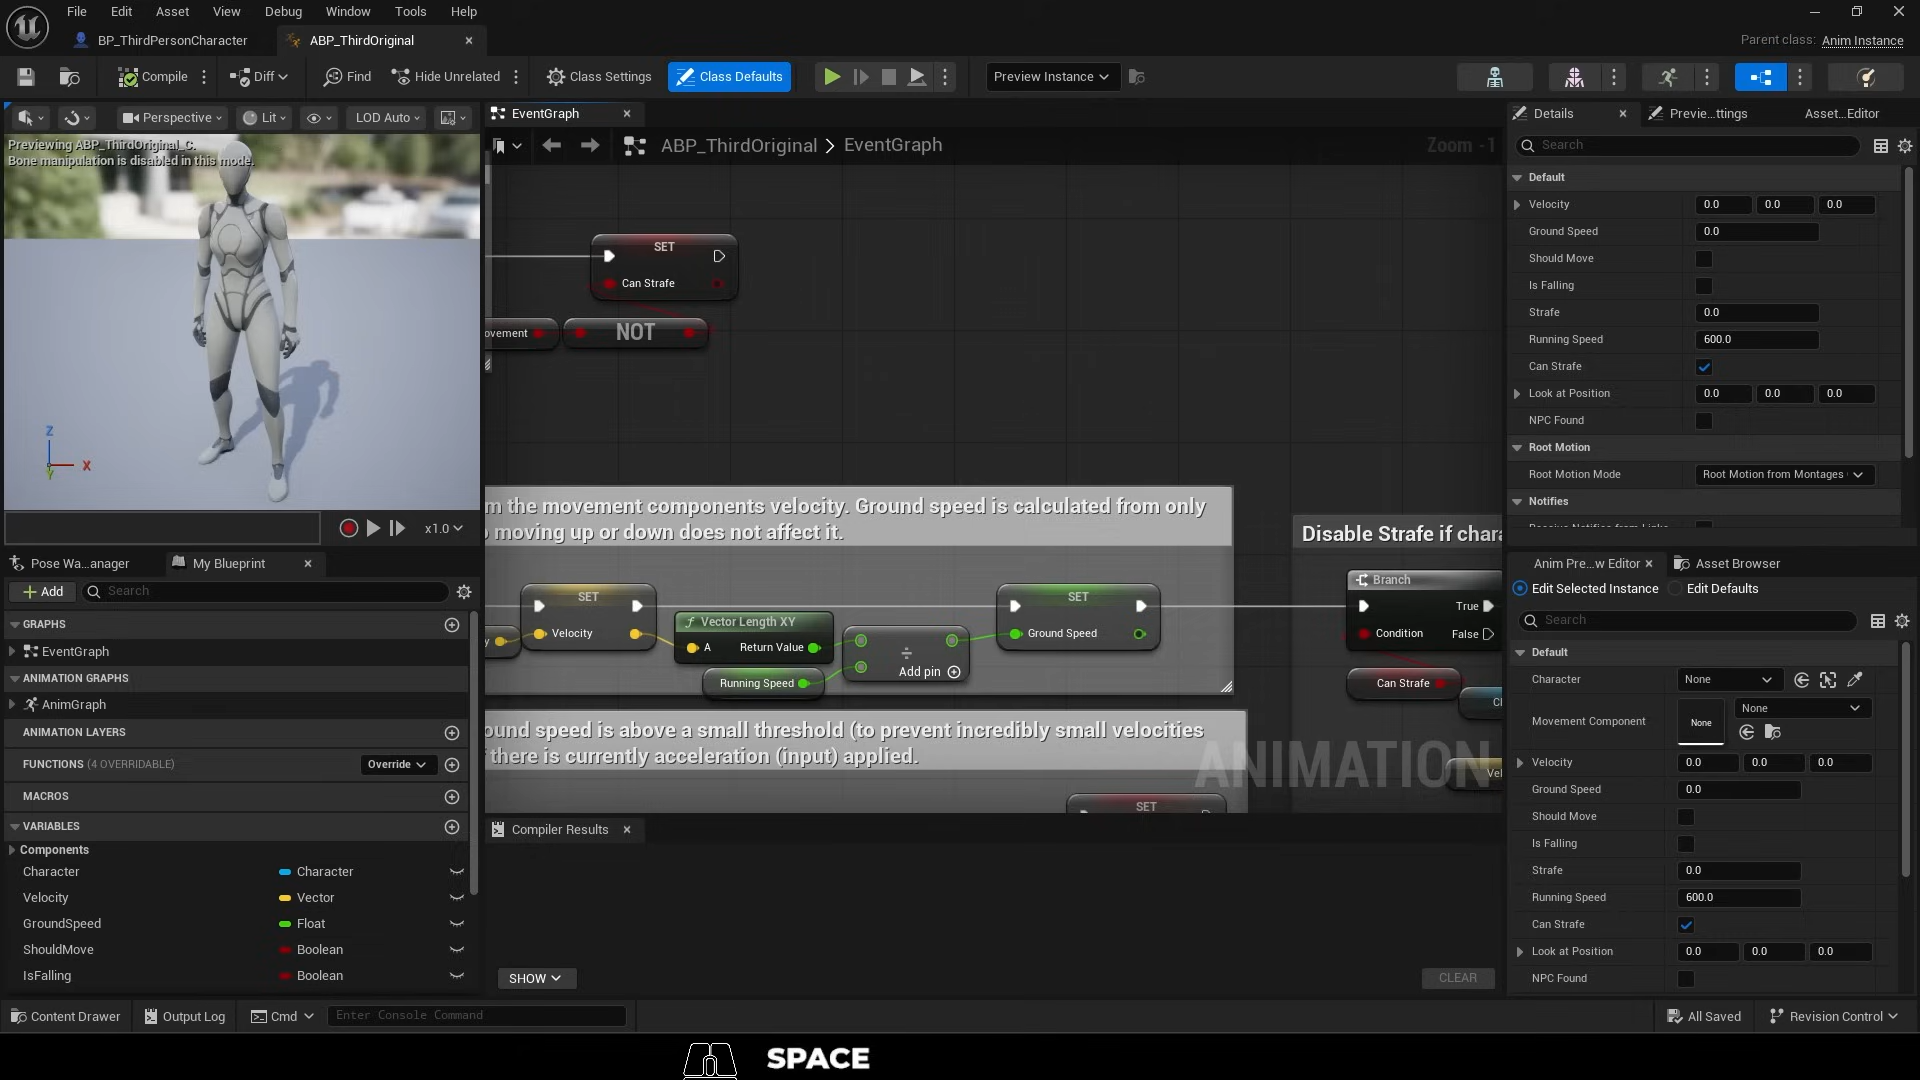 File Edit Asset View Debug Window Tools Help
BP_ThirdPersonCharacter ABP_ThirdOriginal
Parent class: Anim Instance
Compile Diff Find Hide Unrelated Class Settings Class Defaults Preview Instance
Perspective Lit LOD Auto
Previewing ABP_ThirdOriginal_C.
Bone manipulation is disabled in this mode.
Z
X
Y
x1.0
Pose Wa...anager My Blueprint
Add Search
GRAPHS
EventGraph
ANIMATION GRAPHS
AnimGraph
ANIMATION LAYERS
FUNCTIONS (4 OVERRIDABLE) Override
MACROS
VARIABLES
Components
Character Character
Velocity Vector
GroundSpeed Float
ShouldMove Boolean
IsFalling Boolean
EventGraph
ABP_ThirdOriginal > EventGraph
Zoom -1
SET
Can Strafe
ovement NOT
m the movement components velocity. Ground speed is calculated from only
moving up or down does not affect it.
SET
Velocity
y
f Vector Length XY
A Return Value
Running Speed
÷
Add pin
SET
Ground Speed
Disable Strafe if chara
Branch
True
Condition False
Can Strafe
Cl
Vel
ound speed is above a small threshold (to prevent incredibly small velocities
there is currently acceleration (input) applied.
SET
ANIMATION
Compiler Results
SHOW CLEAR
Details Previe...ttings Asset...Editor
Search
Default
Velocity 0.0 0.0 0.0
Ground Speed 0.0
Should Move
Is Falling
Strafe 0.0
Running Speed 600.0
Can Strafe
Look at Position 0.0 0.0 0.0
NPC Found
Root Motion
Root Motion Mode Root Motion from Montages
Notifies
Anim Pre...w Editor Asset Browser
Edit Selected Instance Edit Defaults
Search
Default
Character None
Movement Component None None
Velocity 0.0 0.0 0.0
Ground Speed 0.0
Should Move
Is Falling
Strafe 0.0
Running Speed 600.0
Can Strafe
Look at Position 0.0 0.0 0.0
NPC Found
Content Drawer Output Log Cmd Enter Console Command All Saved Revision Control
SPACE